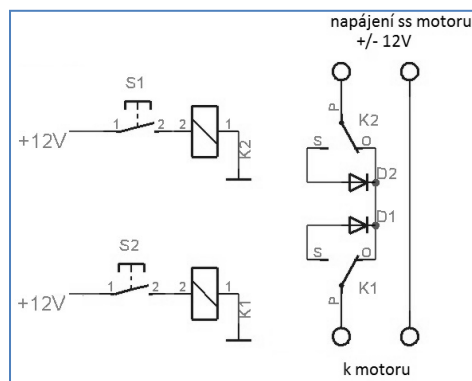 napájení ss motoru
+/- 12V
S1
1 2 2 1
+12V
K2
P
K2
S O
D2
D1
S2
1 2 2 1
+12V
K1
S O
P
K1
k motoru